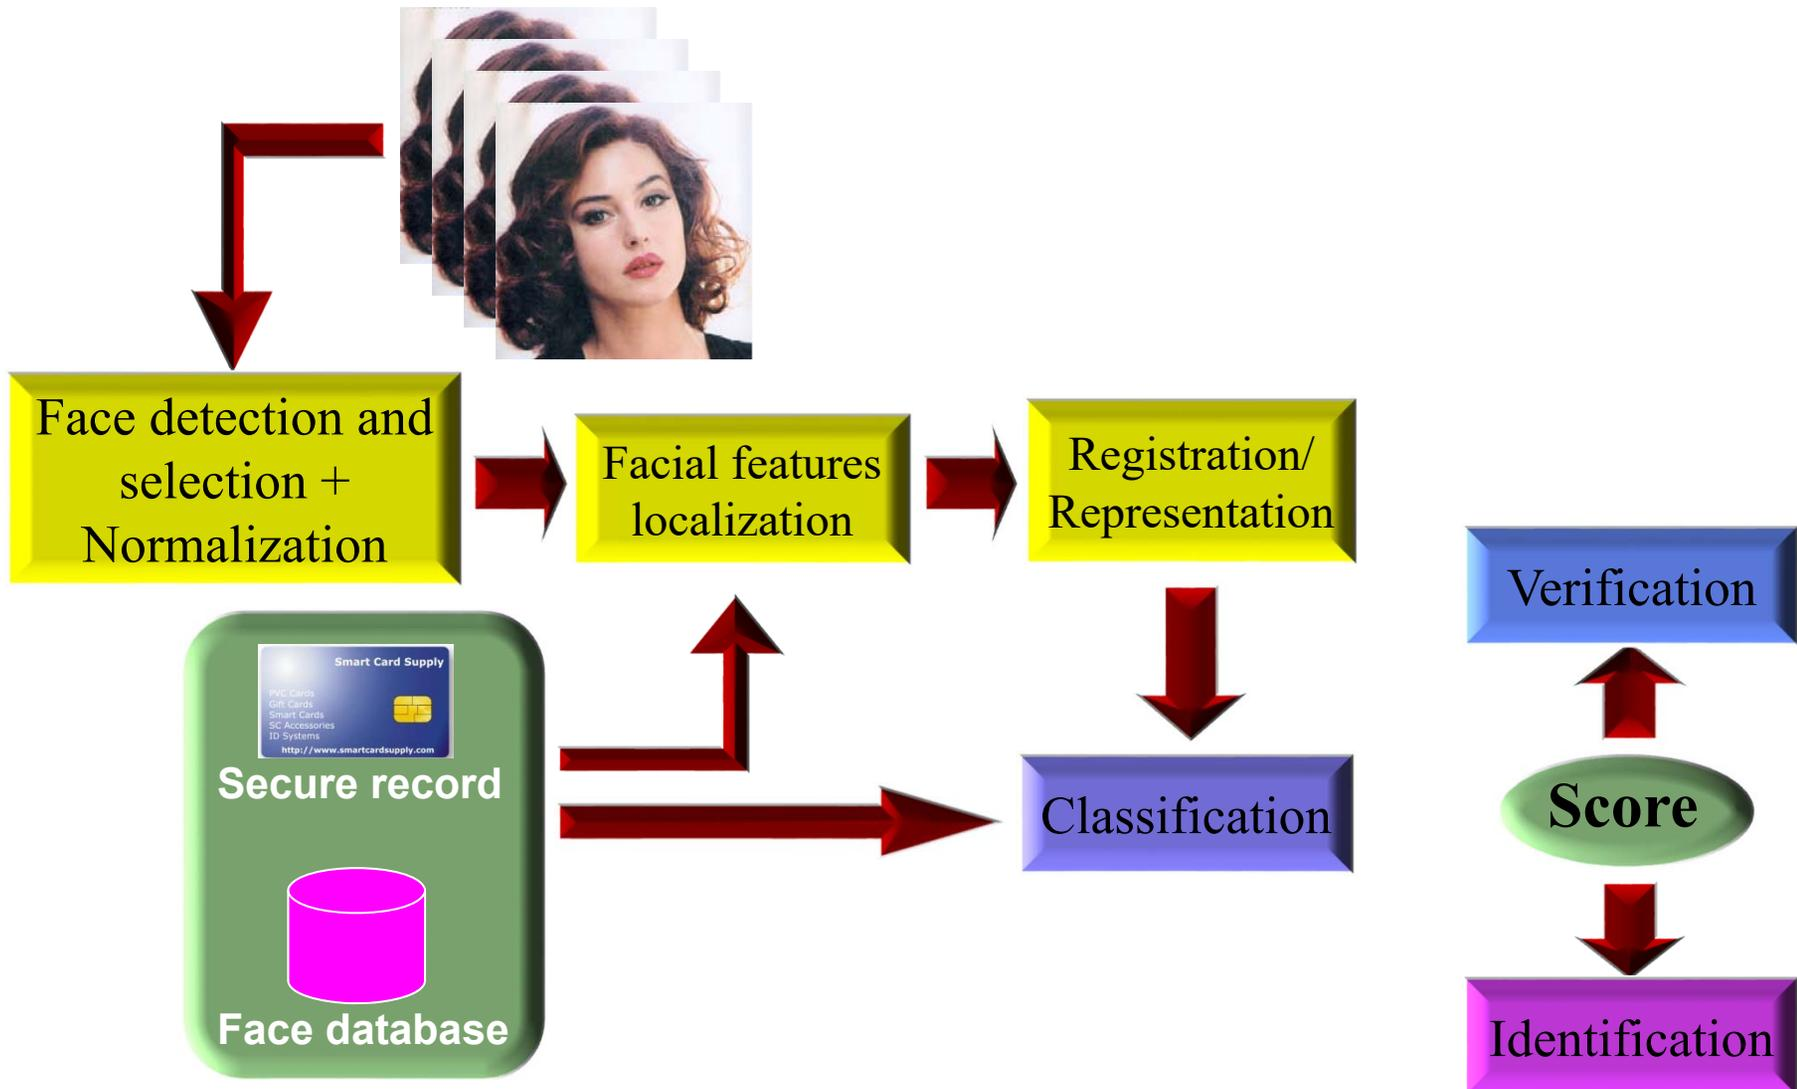 Face detection and
selection +
Normalization
Facial features
localization
Registration/
Representation
Verification
Smart Card Supply
PVC Cards
Gift Cards
Smart Cards
SC Accessories
ID Systems
http://www.smartcardsupply.com
Secure record
Classification
Score
Face database
Identification